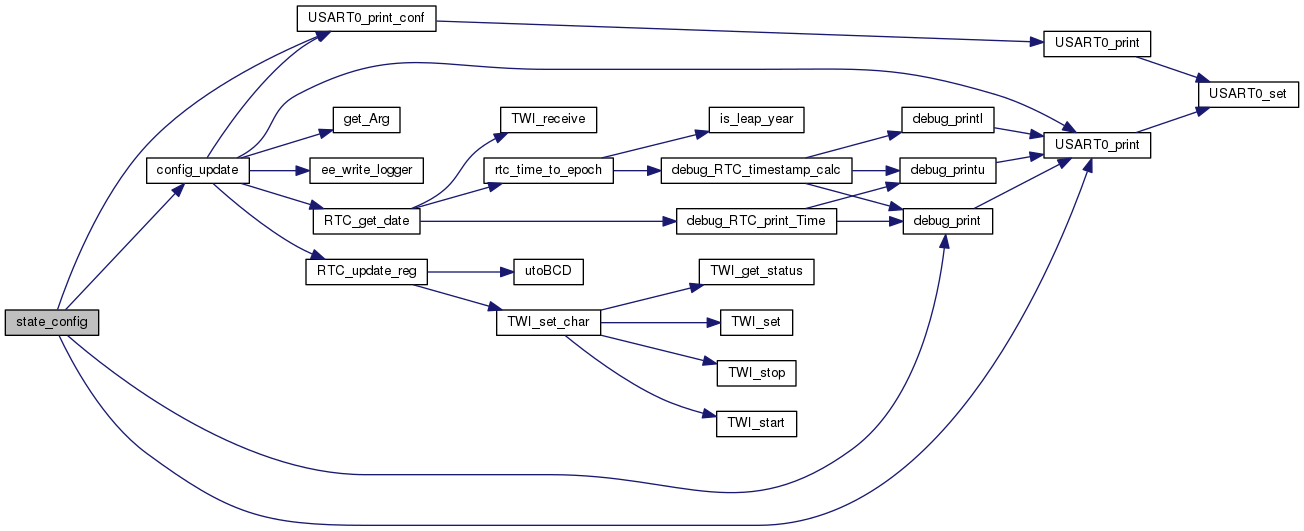 USART0_print_conf
USART0_print
USART0_set
get_Arg
TWI_receive
is_leap_year
debug_printl
USART0_print
config_update
ee_write_logger
rtc_time_to_epoch
debug_RTC_timestamp_calc
debug_printu
RTC_get_date
debug_RTC_print_Time
debug_print
RTC_update_reg
utoBCD
TWI_get_status
state_config
TWI_set_char
TWI_set
TWI_stop
TWI_start